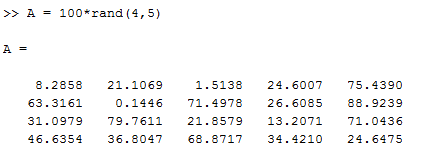 >> A = 100*rand(4,5)
A =
8.2858 21.1069 1.5138 24.6007 75.4390
63.3161 0.1446 71.4978 26.6085 88.9239
31.0979 79.7611 21.8579 13.2071 71.0436
46.6354 36.8047 68.8717 34.4210 24.6475